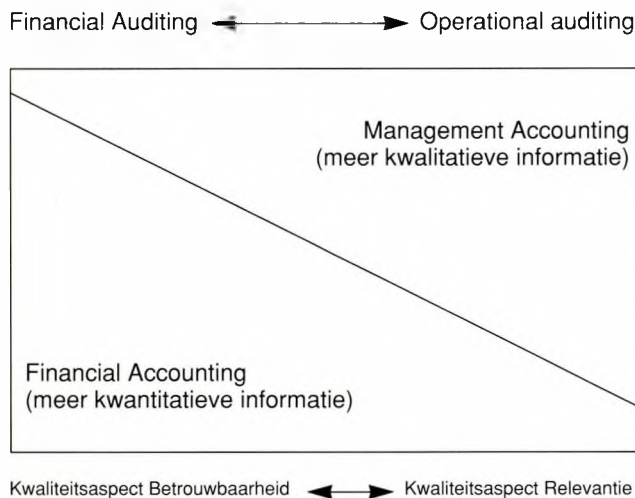 Financial Auditing Operational auditing
Management Accounting
(meer kwalitatieve informatie)
Financial Accounting
(meer kwantitatieve informatie)
Kwaliteitsaspect Betrouwbaarheid Kwaliteitsaspect Relevantie